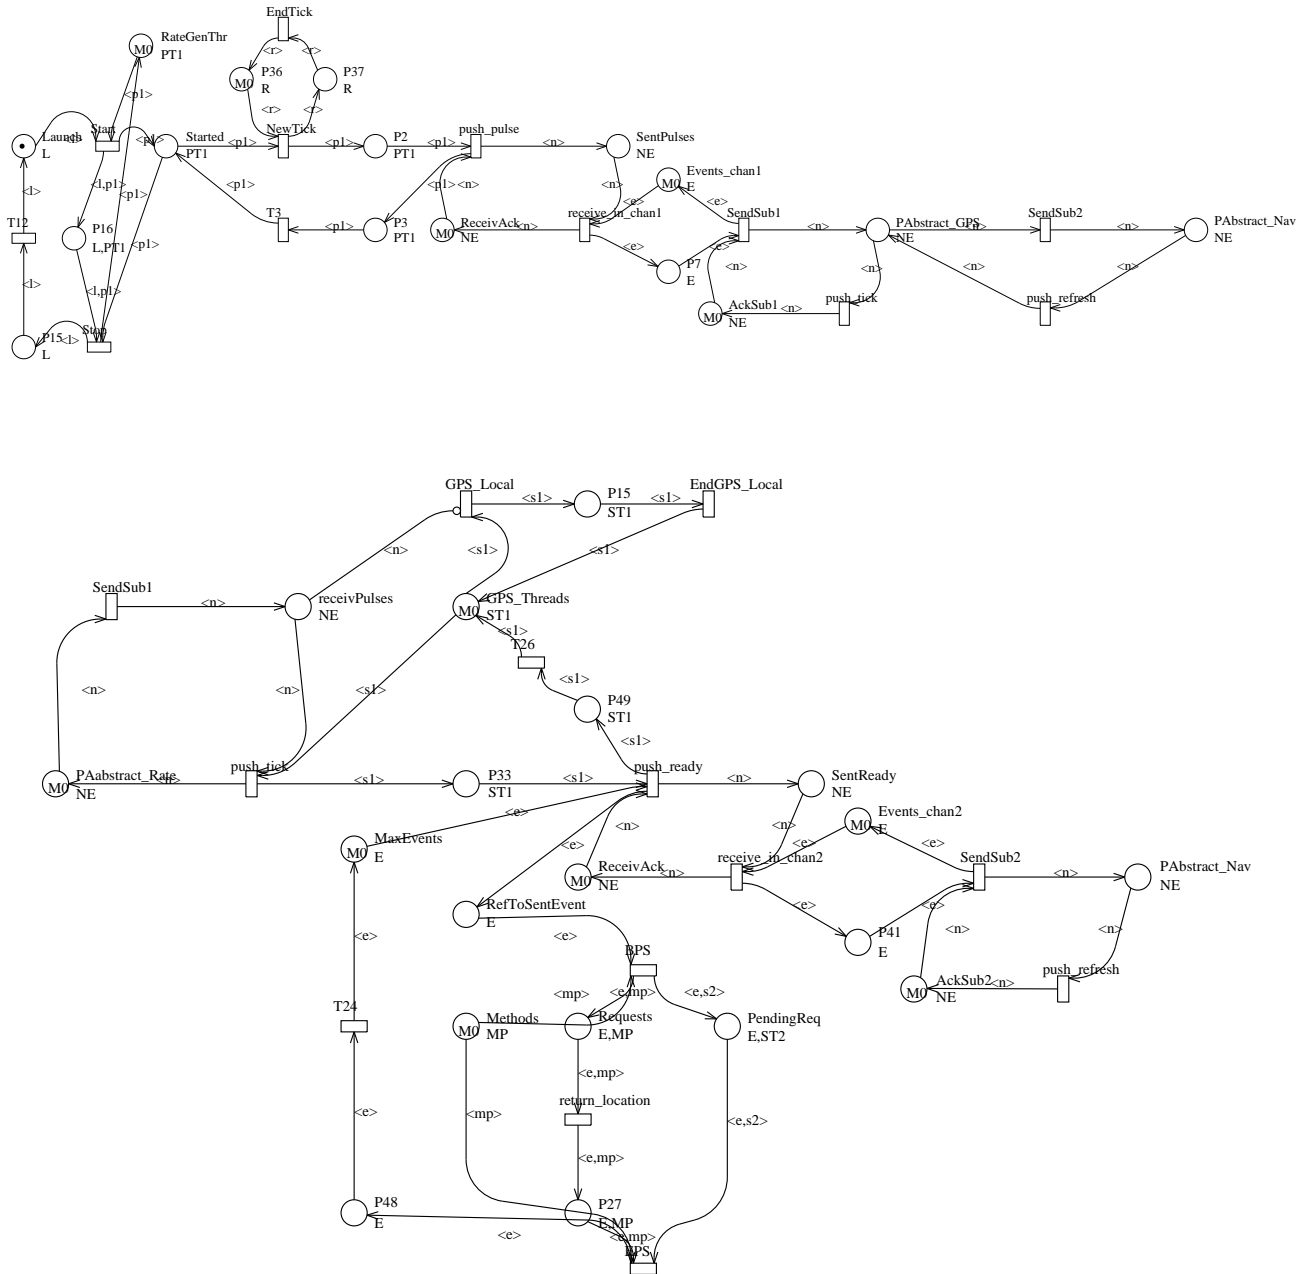 EndTick
RateGenThr
M0
PT1
<r>
<r>
<p1>
M0
P36
R
P37
R
<r>
<r>
Launch
L
<l>
Start
<p1>
Started
PT1
<p1>
NewTick
<p1>
P2
PT1
<p1>
push_pulse
<n>
SentPulses
NE
<l>
<l,p1>
<p1>
<p1>
<p1>
<n>
<n>
Events_chan1
M0
E
<e>
<e>
T12
P16
L,PT1
<p1>
T3
<p1>
P3
PT1
M0
ReceivAck
NE
<n>
receive_in_chan1
<e>
SendSub1
<n>
PAbstract_GPS
NE
<n>
SendSub2
<n>
PAbstract_Nav
NE
<l>
<l,p1>
P7
E
<e>
<n>
<n>
<n>
<n>
M0
AckSub1
NE
<n>
push_tick
push_refresh
P15
L
<l>
Stop
GPS_Local
<s1>
P15
ST1
<s1>
EndGPS_Local
<n>
<s1>
<s1>
SendSub1
<n>
receivPulses
NE
M0
GPS_Threads
ST1
<s1>
T26
<n>
<n>
<s1>
<s1>
P49
ST1
<s1>
M0
PAabstract_Rate
NE
<n>
push_tick
<s1>
P33
ST1
<s1>
push_ready
<n>
SentReady
NE
<e>
<n>
<n>
Events_chan2
M0
E
<e>
<e>
M0
MaxEvents
E
<e>
M0
ReceivAck
NE
<n>
receive_in_chan2
SendSub2
<n>
PAbstract_Nav
NE
<e>
<e>
RefToSentEvent
E
<e>
<e>
P41
E
<n>
<n>
BPS
push_refresh
M0
AckSub2
NE
<n>
<mp>
<e,mp>
<e,s2>
T24
M0
Methods
MP
Requests
E,MP
PendingReq
E,ST2
<e,mp>
return_location
<e>
<mp>
<e,s2>
<e,mp>
P48
E
P27
E,MP
<e>
<e,mp>